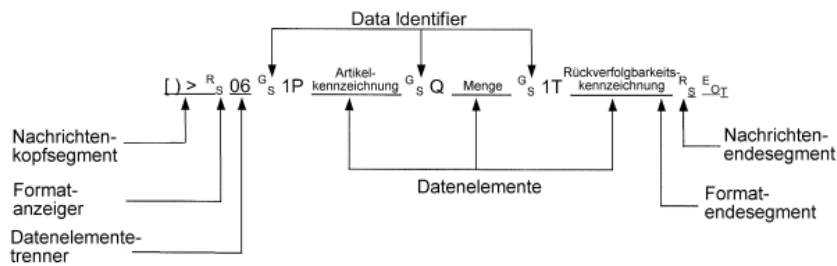 Data Identifier
[ ) > R S 06 G S 1P Artikel-
kennzeichnung G S Q Menge G S 1T Rückverfolgbarkeits-
kennzeichnung R S E O T
Nachrichten-
kopfsegment
Format-
anzeiger
Datenelemente-
trenner
Datenelemente
Nachrichten-
endesegment
Format-
endesegment